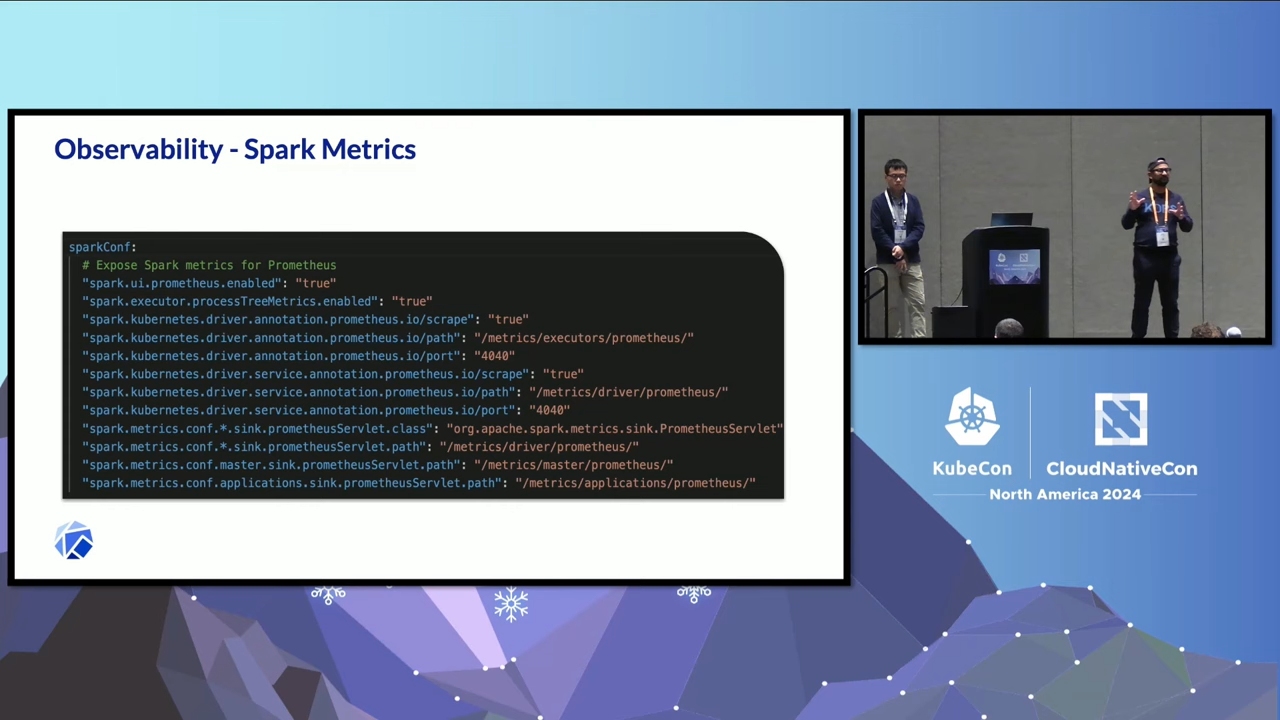 Observability - Spark Metrics
sparkConf:
# Expose Spark metrics for Prometheus
"spark.ui.prometheus.enabled": "true"
"spark.executor.processTreeMetrics.enabled": "true"
"spark.kubernetes.driver.annotation.prometheus.io/scrape": "true"
"spark.kubernetes.driver.annotation.prometheus.io/path": "/metrics/executors/prometheus/"
"spark.kubernetes.driver.annotation.prometheus.io/port": "4040"
"spark.kubernetes.driver.service.annotation.prometheus.io/scrape": "true"
"spark.kubernetes.driver.service.annotation.prometheus.io/path": "/metrics/driver/prometheus/"
"spark.kubernetes.driver.service.annotation.prometheus.io/port": "4040"
"spark.metrics.conf.*.sink.prometheusServlet.class": "org.apache.spark.metrics.sink.PrometheusServlet"
"spark.metrics.conf.*.sink.prometheusServlet.path": "/metrics/driver/prometheus/"
"spark.metrics.conf.master.sink.prometheusServlet.path": "/metrics/master/prometheus/"
"spark.metrics.conf.applications.sink.prometheusServlet.path": "/metrics/applications/prometheus/"
KubeCon
CloudNativeCon
North America 2024